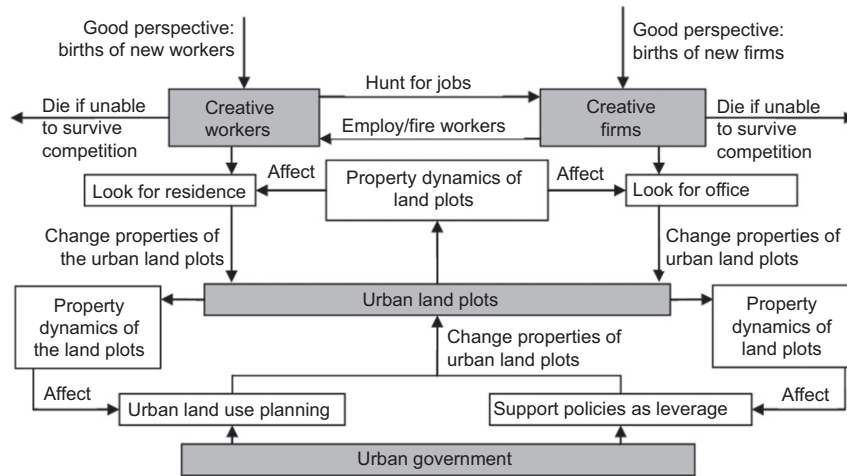 Good perspective:
births of new workers
Good perspective:
births of new firms
Die if unable
to survive
competition
Creative
workers
Hunt for jobs
Employ/fire workers
Creative
firms
Die if unable
to survive
competition
Look for residence
Affect
Property dynamics of
land plots
Affect
Look for office
Change properties of
the urban land plots
Change properties of
urban land plots
Urban land plots
Property
dynamics of
the land plots
Change properties of
urban land plots
Property
dynamics of
land plots
Affect
Urban land use planning
Support policies as leverage
Affect
Urban government